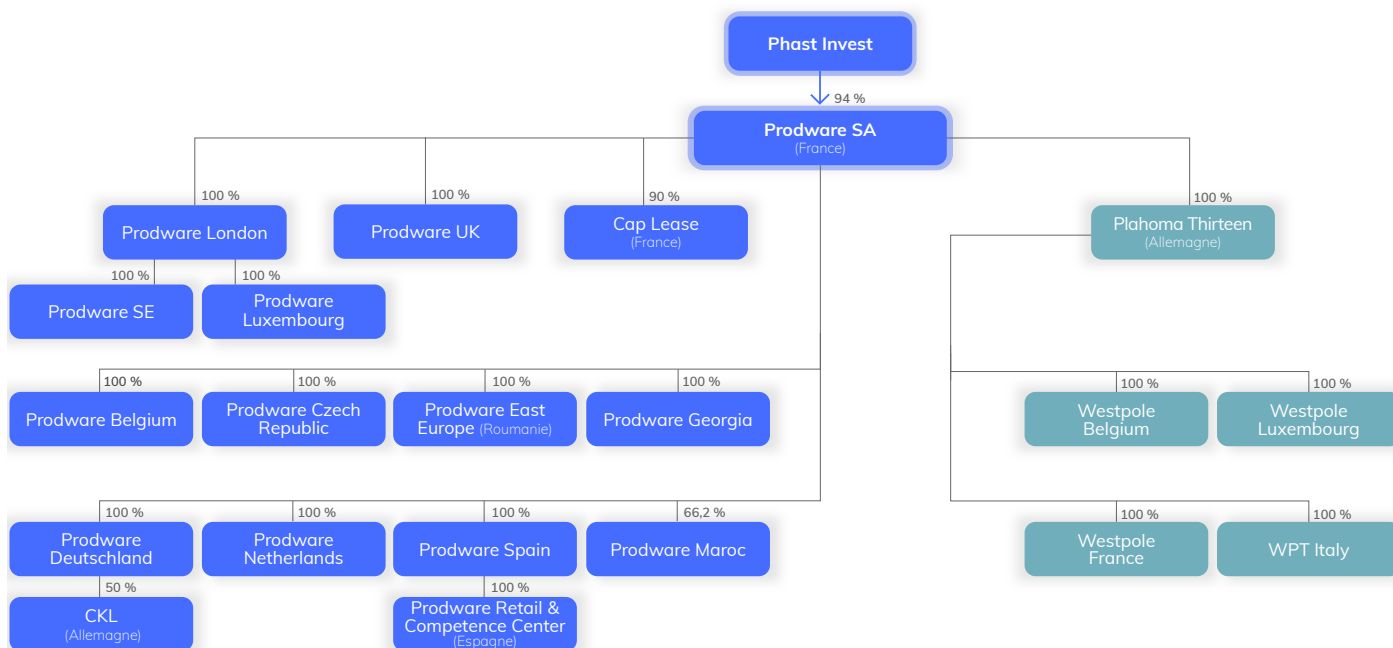 Phast Invest
94 %
Prodware SA
(France)
100 %
100 %
90 %
100 %
Prodware London
Prodware UK
Cap Lease
(France)
Plahoma Thirteen
(Allemagne)
100 %
100 %
Prodware SE
Prodware
Luxembourg
100 %
100 %
100 %
100 %
100 %
100 %
Prodware Belgium
Prodware Czech
Republic
Prodware East
Europe (Roumanie)
Prodware Georgia
Westpole
Belgium
Westpole
Luxembourg
100 %
100 %
100 %
66,2 %
100 %
100 %
Prodware
Deutschland
Prodware
Netherlands
Prodware Spain
Prodware Maroc
Westpole
France
WPT Italy
50 %
100 %
CKL
(Allemagne)
Prodware Retail &
Competence Center
(Espagne)